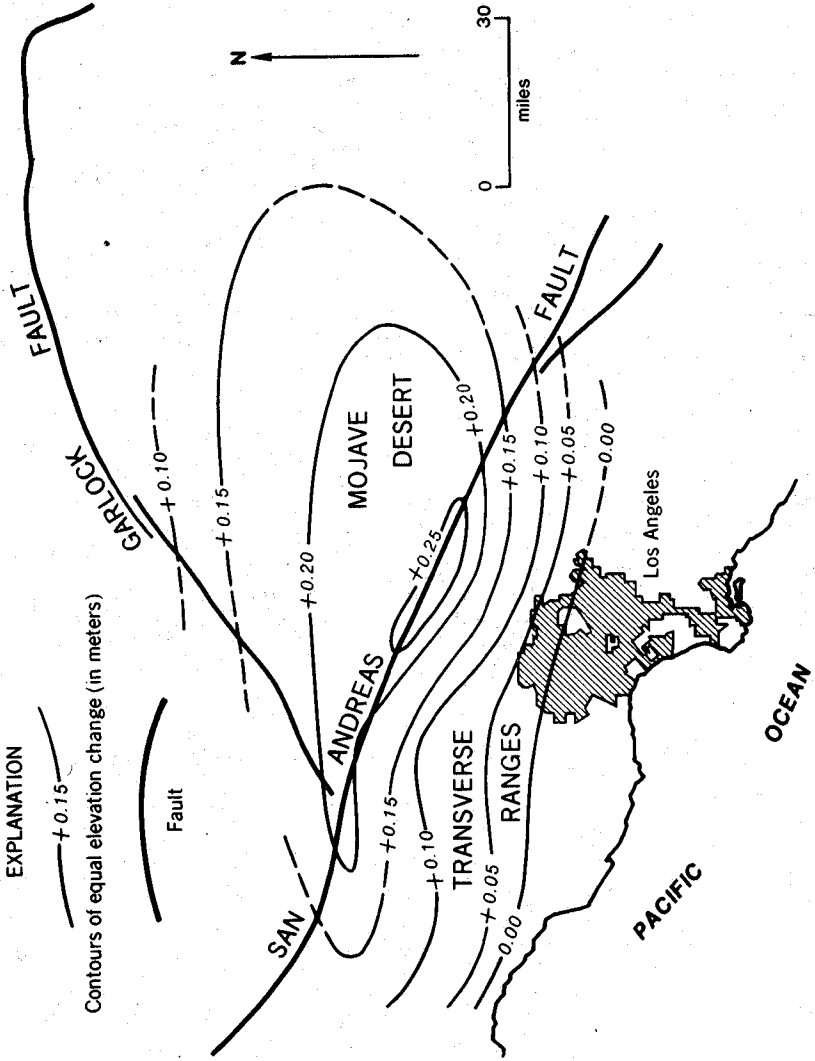 EXPLANATION
+0.15
Contours of equal elevation change (in meters)
Fault
N
0 30
miles
GARLOCK FAULT
+0.10
+0.15
+0.20
MOJAVE
DESERT
+0.25
SAN ANDREAS FAULT
+0.20
+0.15
+0.10
+0.05
0.00
+0.15
+0.10
TRANSVERSE
RANGES
+0.05
0.00
Los Angeles
PACIFIC
OCEAN